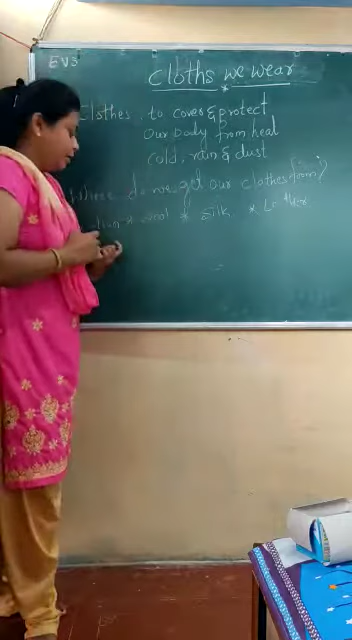 EVS
Cloths we wear
Clothes, to cover & protect
Our body from heal
cold, rain & dust
Where do we get our clothes from?
* wool * Silk * Leather